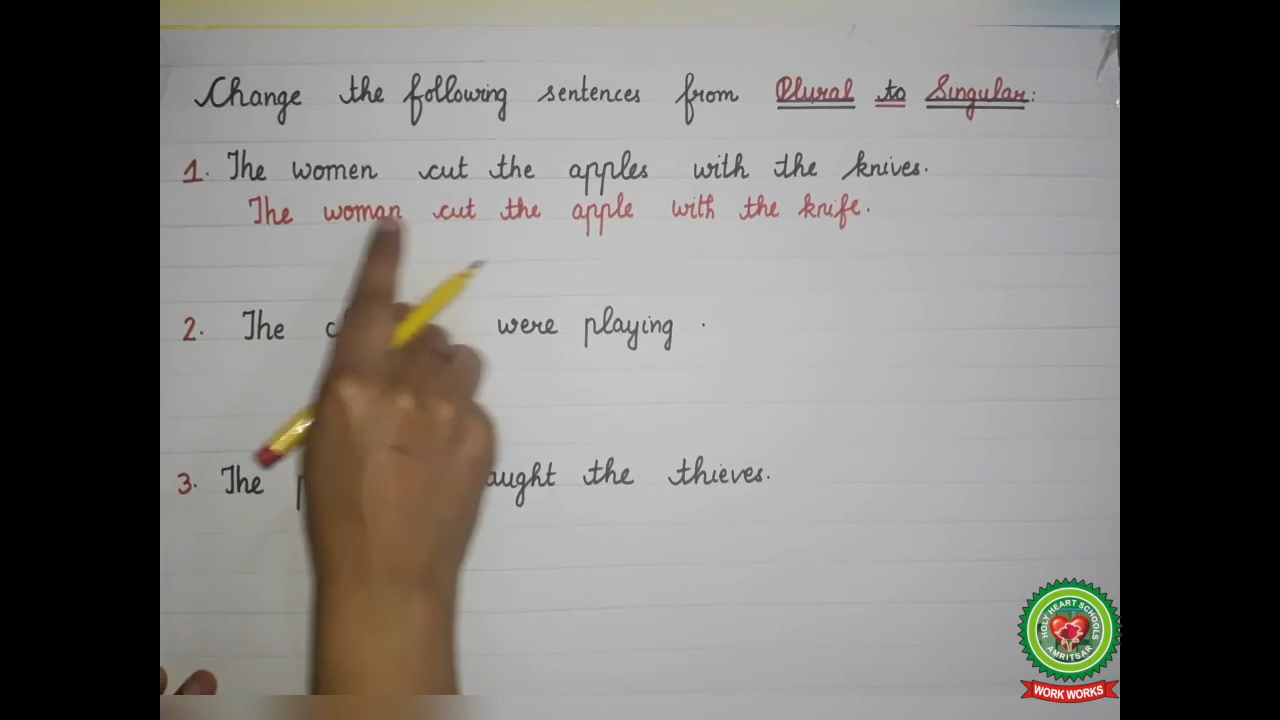 Change the following sentences from Plural to Singular:
1. The women cut the apples with the knives.
The woman cut the apple with the knife.
2. The were playing.
3. The the thieves.
HOLY HEART SCHOOLS
AMRITSAR
WORK WORKS